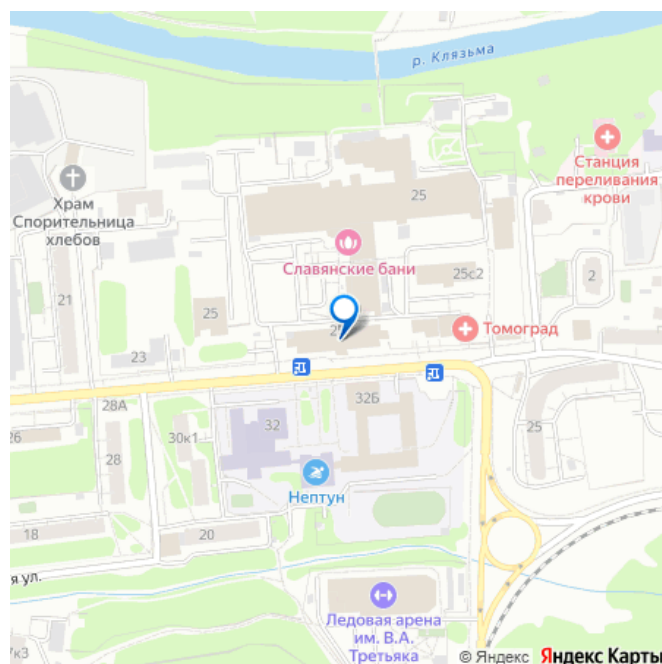 р. Клязьма
Станция
переливания
крови
25
Храм
Спорительница
хлебов
Славянские бани
25с2
2
21
25
Томоград
23
28А
32Б
32
30к1
25
26
28
Нептун
18
20
я ул.
Ледовая арена
им. В.А.
Третьяка
7к3
© Яндекс Яндекс Карты